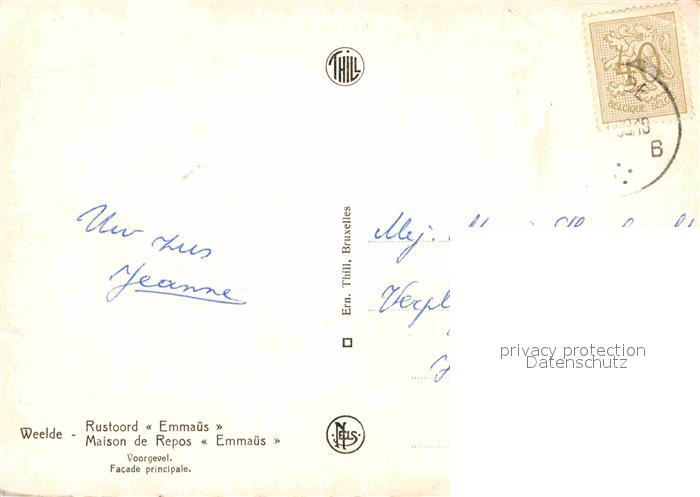 THILL
40
BELGIQUE-BELGIE
B
Uw zus
Jeanne
Ern. Thill, Bruxelles
Mej.
privacy protection
Datenschutz
NELS
Weelde - Rustoord « Emmaüs »
Maison de Repos « Emmaüs »
Voorgevel.
Façade principale.